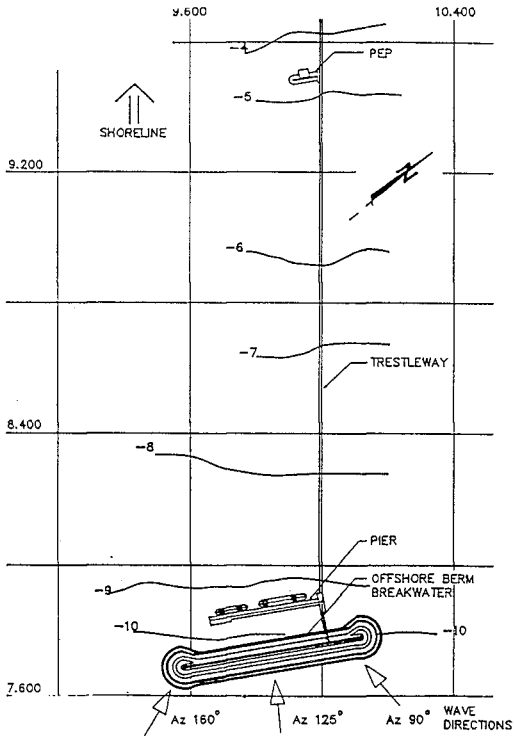 9.600
10.400
-4
PEP
-5
SHORELINE
9.200
N
-6
-7
TRESTLEWAY
8.400
-8
PIER
-9
OFFSHORE BERM
BREAKWATER
-10
-10
7.600
Az 160°
Az 125°
Az 90°
WAVE
DIRECTIONS